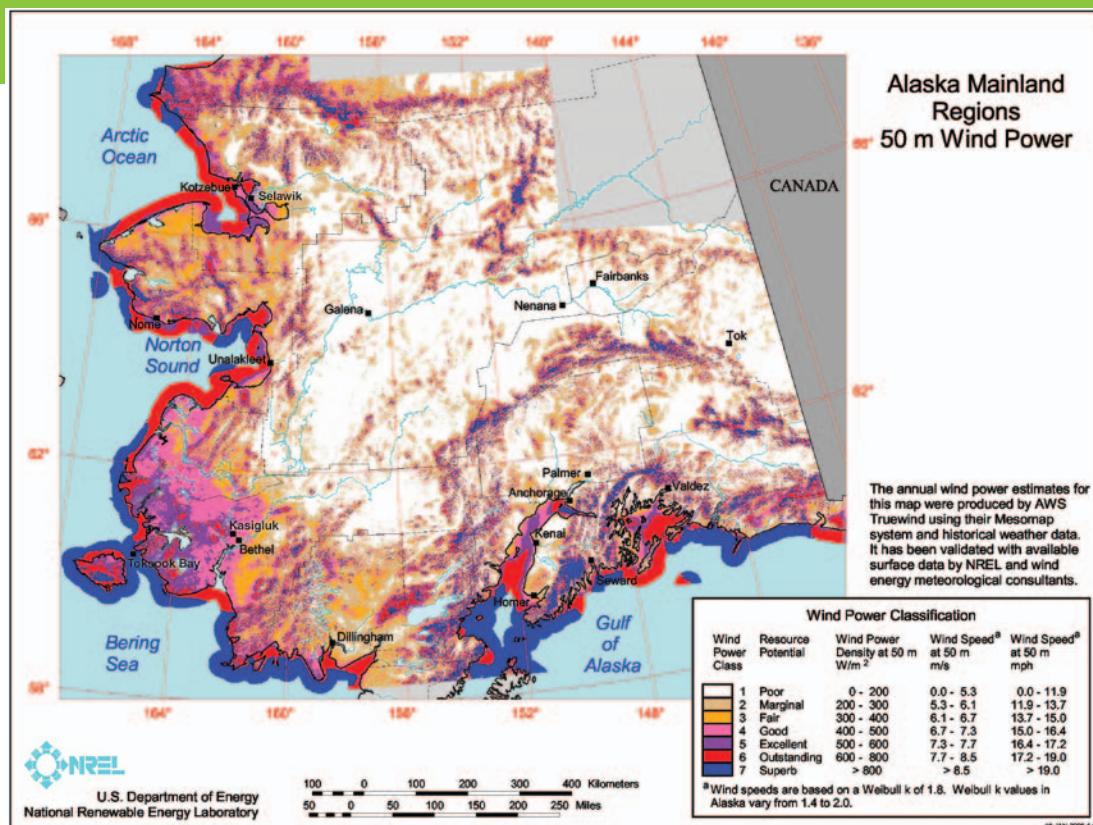 168°
164°
160°
156°
152°
148°
144°
140°
136°
Alaska Mainland
Regions
50 m Wind Power
Arctic
Ocean
68°
CANADA
Kotzebue
Selawik
66°
Fairbanks
Galena
Nenana
Nome
Tok
Norton
Sound
Unalakleet
62°
62°
Palmer
Valdez
Anchorage
The annual wind power estimates for
this map were produced by AWS
Truewind using their Mesomap
system and historical weather data.
It has been validated with available
surface data by NREL and wind
energy meteorological consultants.
Kasigluk
Bethel
Kenai
Toksook Bay
Seward
Homer
Wind Power Classification
Wind Power Class
Resource Potential
Wind Power Density at 50 m W/m 2
Wind Speed a at 50 m m/s
Wind Speed a at 50 m mph
1 Poor 0 - 200 0.0 - 5.3 0.0 - 11.9
2 Marginal 200 - 300 5.3 - 6.1 11.9 - 13.7
3 Fair 300 - 400 6.1 - 6.7 13.7 - 15.0
4 Good 400 - 500 6.7 - 7.3 15.0 - 16.4
5 Excellent 500 - 600 7.3 - 7.7 16.4 - 17.2
6 Outstanding 600 - 800 7.7 - 8.5 17.2 - 19.0
7 Superb > 800 > 8.5 > 19.0
a Wind speeds are based on a Weibull k of 1.8. Weibull k values in
Alaska vary from 1.4 to 2.0.
Bering
Sea
Dillingham
Gulf
of
Alaska
58°
164°
160°
156°
152°
148°
NREL
U.S. Department of Energy
National Renewable Energy Laboratory
100 0 100 200 300 400 Kilometers
50 0 50 100 150 200 250 Miles